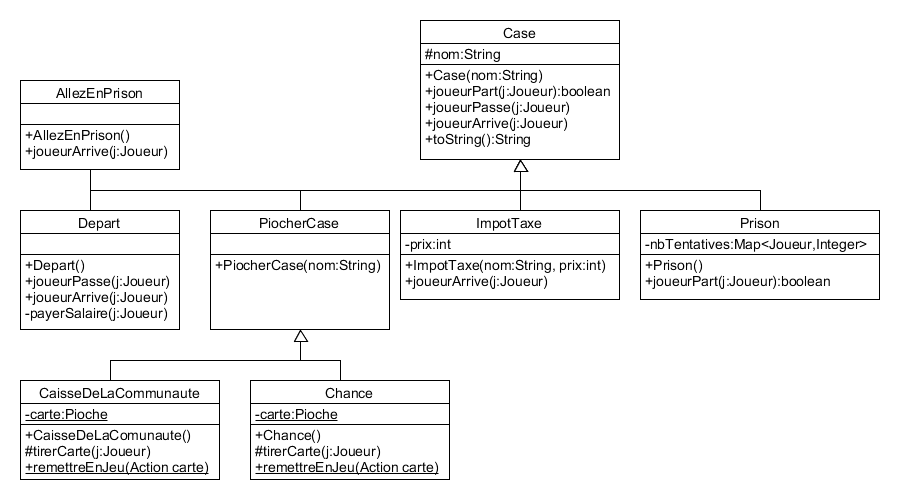 Case
#nom:String
+Case(nom:String)
+joueurPart(j:Joueur):boolean
+joueurPasse(j:Joueur)
+joueurArrive(j:Joueur)
+toString():String
AllezEnPrison
+AllezEnPrison()
+joueurArrive(j:Joueur)
Depart
+Depart()
+joueurPasse(j:Joueur)
+joueurArrive(j:Joueur)
-payerSalaire(j:Joueur)
PiocherCase
+PiocherCase(nom:String)
ImpotTaxe
-prix:int
+ImpotTaxe(nom:String, prix:int)
+joueurArrive(j:Joueur)
Prison
-nbTentatives:Map<Joueur,Integer>
+Prison()
+joueurPart(j:Joueur):boolean
CaisseDeLaCommunaute
-carte:Pioche
+CaisseDeLaComunaute()
#tirerCarte(j:Joueur)
+remettreEnJeu(Action carte)
Chance
-carte:Pioche
+Chance()
#tirerCarte(j:Joueur)
+remettreEnJeu(Action carte)